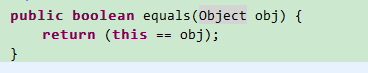 public boolean equals(Object obj) {
    return (this == obj);
}